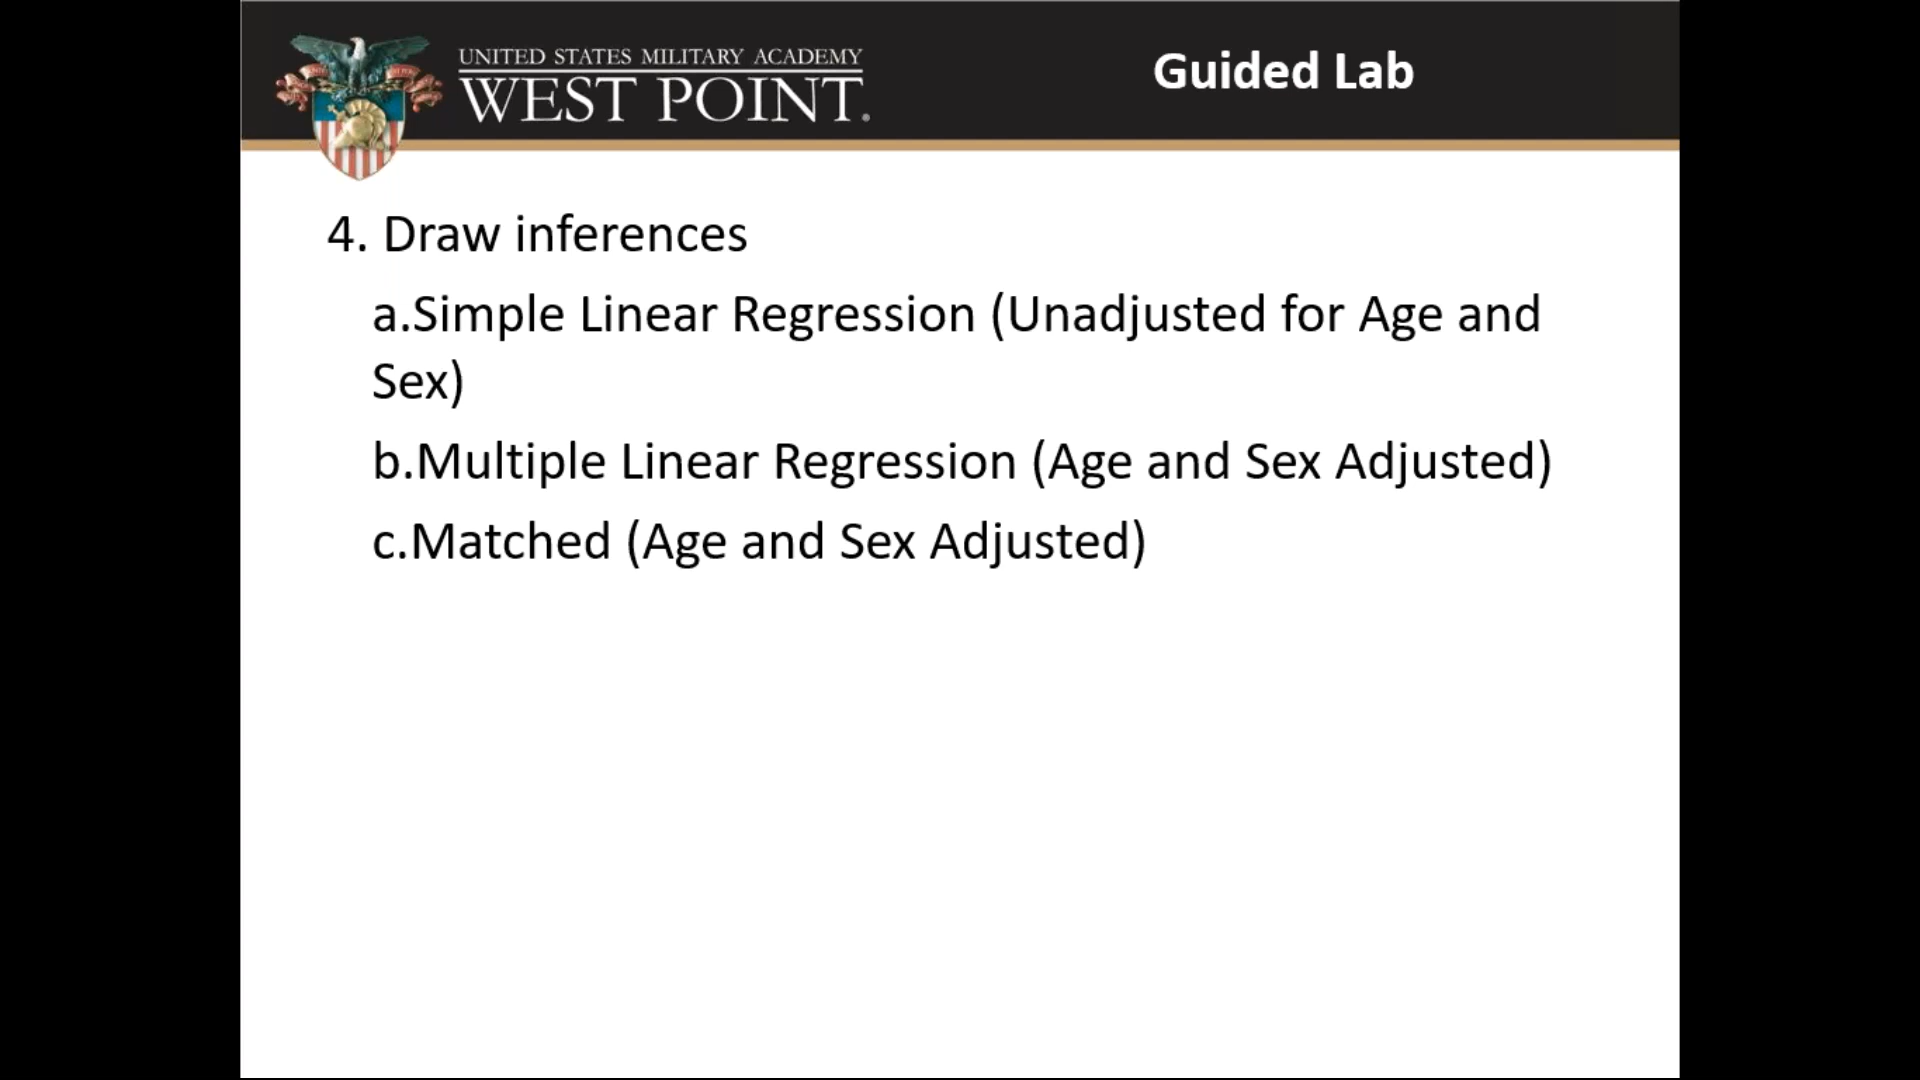 UNITED STATES MILITARY ACADEMY
WEST POINT.
Guided Lab
4. Draw inferences
a.Simple Linear Regression (Unadjusted for Age and
Sex)
b.Multiple Linear Regression (Age and Sex Adjusted)
c.Matched (Age and Sex Adjusted)